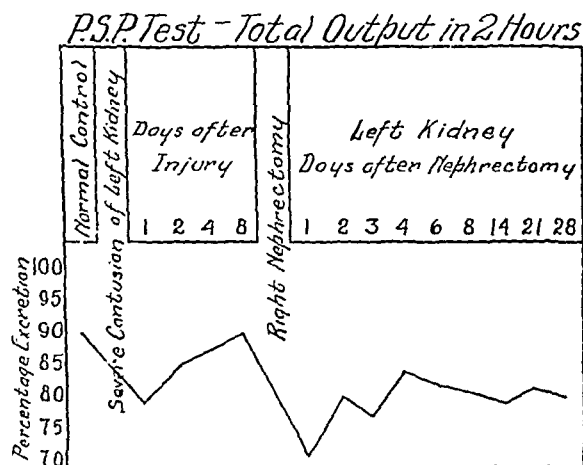 P.S.P. Test - Total Output in 2 Hours
Normal Control
Severe Contusion of Left Kidney
Days after
Injury
1 2 4 8
Right Nephrectomy
Left Kidney
Days after Nephrectomy
1 2 3 4 6 8 14 21 28
Percentage Excretion
100
95
90
85
80
75
70